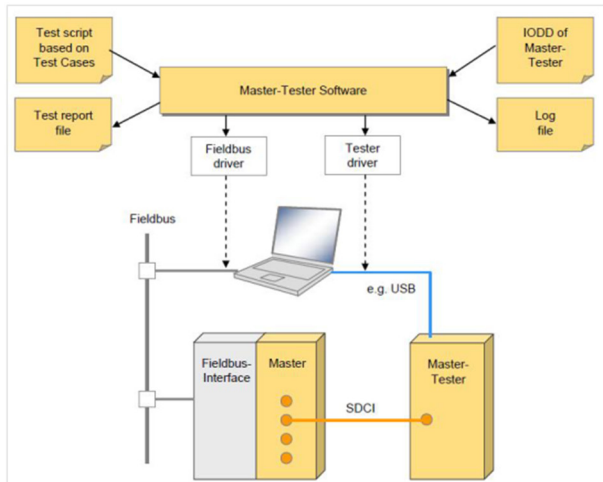 Test script
based on
Test Cases
IODD of
Master-
Tester
Master-Tester Software
Test report
file
Log
file
Fieldbus
driver
Tester
driver
Fieldbus
e.g. USB
Fieldbus-
Interface
Master
Master-
Tester
SDCI